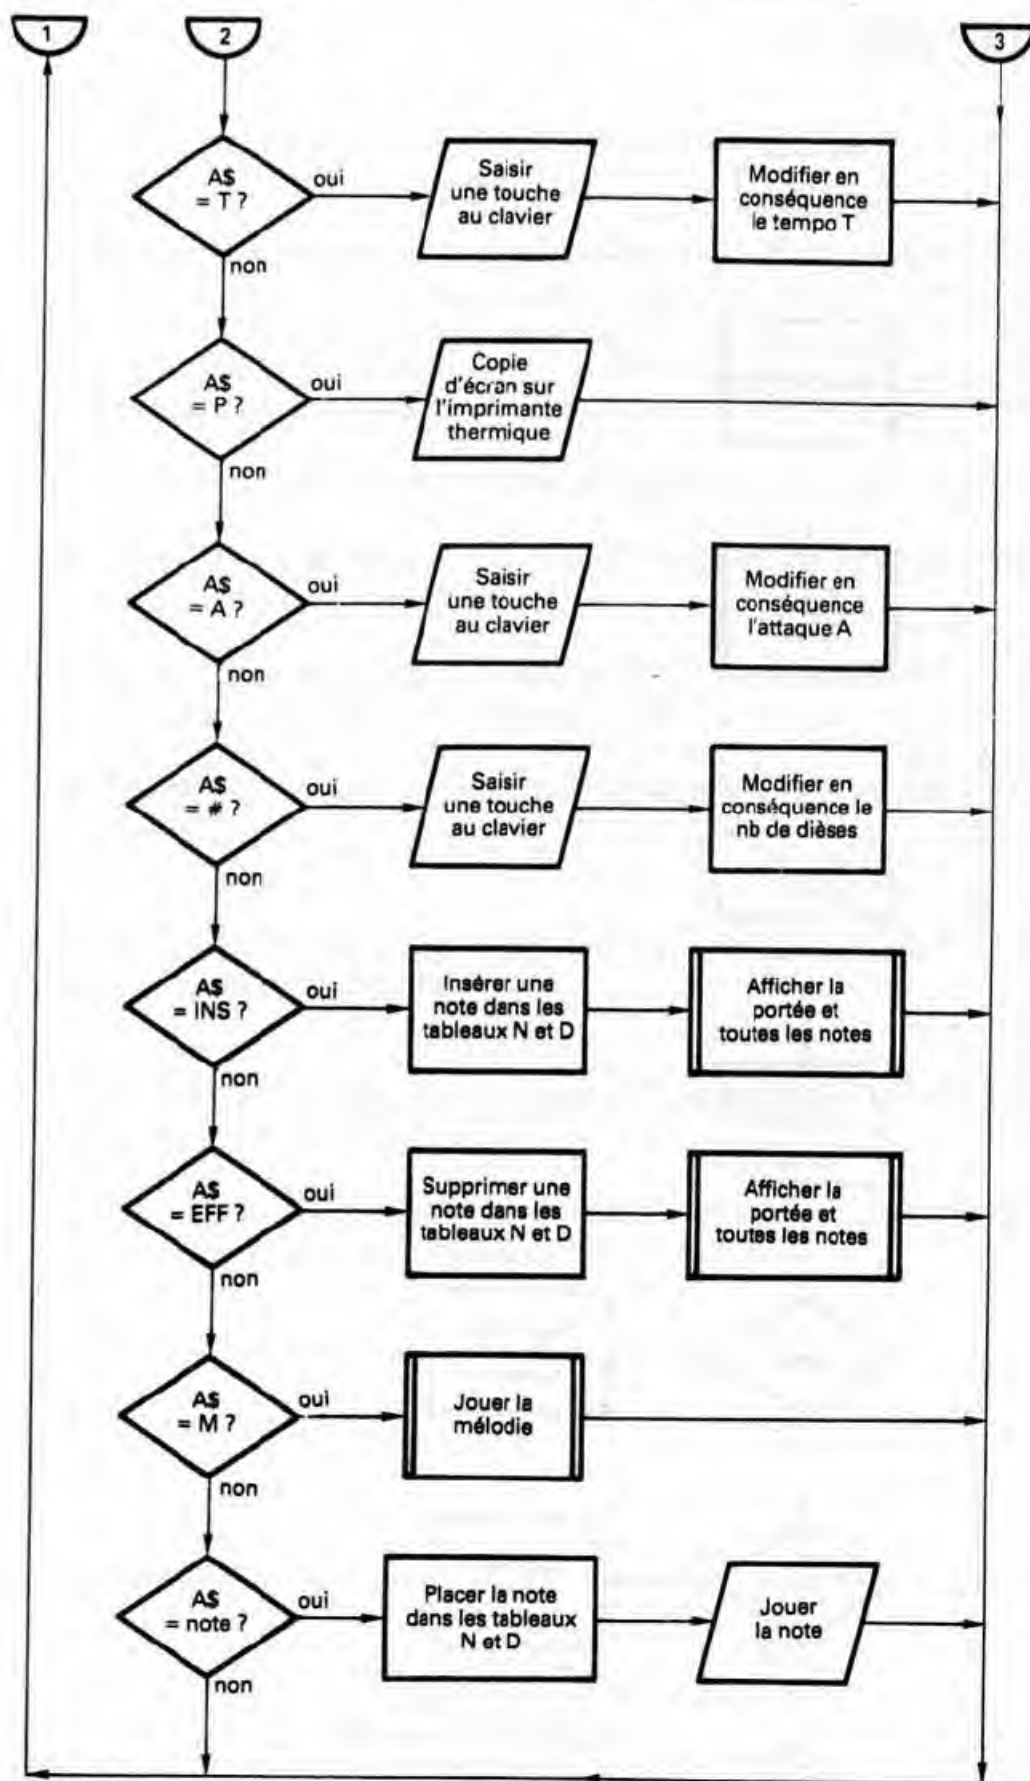 1
2
3
A$
= T ?
oui
non
Saisir
une touche
au clavier
Modifier en
conséquence
le tempo T
A$
= P ?
oui
non
Copie
d'écran sur
l'imprimante
thermique
A$
= A ?
oui
non
Saisir
une touche
au clavier
Modifier en
conséquence
l'attaque A
A$
= # ?
oui
non
Saisir
une touche
au clavier
Modifier en
conséquence le
nb de dièses
A$
= INS ?
oui
non
Insérer une
note dans les
tableaux N et D
Afficher la
portée et
toutes les notes
A$
= EFF ?
oui
non
Supprimer une
note dans les
tableaux N et D
Afficher la
portée et
toutes les notes
A$
= M ?
oui
non
Jouer la
mélodie
A$
= note ?
oui
non
Placer la note
dans les tableaux
N et D
Jouer
la note